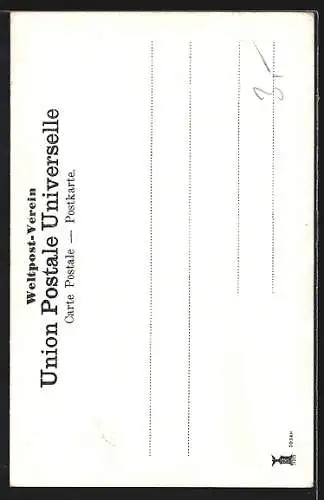 Weltpost-Verein
Union Postale Universelle
Carte Postale — Postkarte.